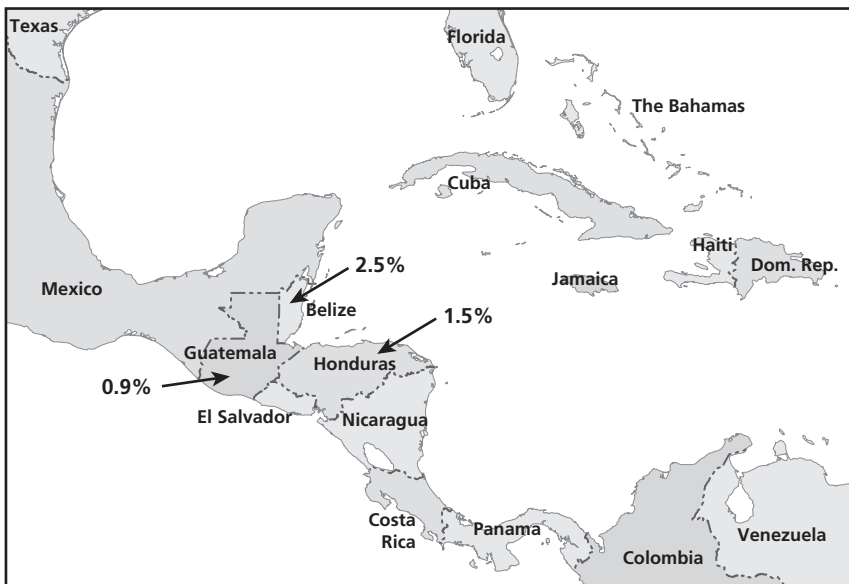 Texas
Florida
The Bahamas
Cuba
Haiti
Dom. Rep.
Jamaica
2.5%
Mexico
Belize
1.5%
Guatemala
Honduras
0.9%
El Salvador
Nicaragua
Costa
Rica
Panama
Venezuela
Colombia